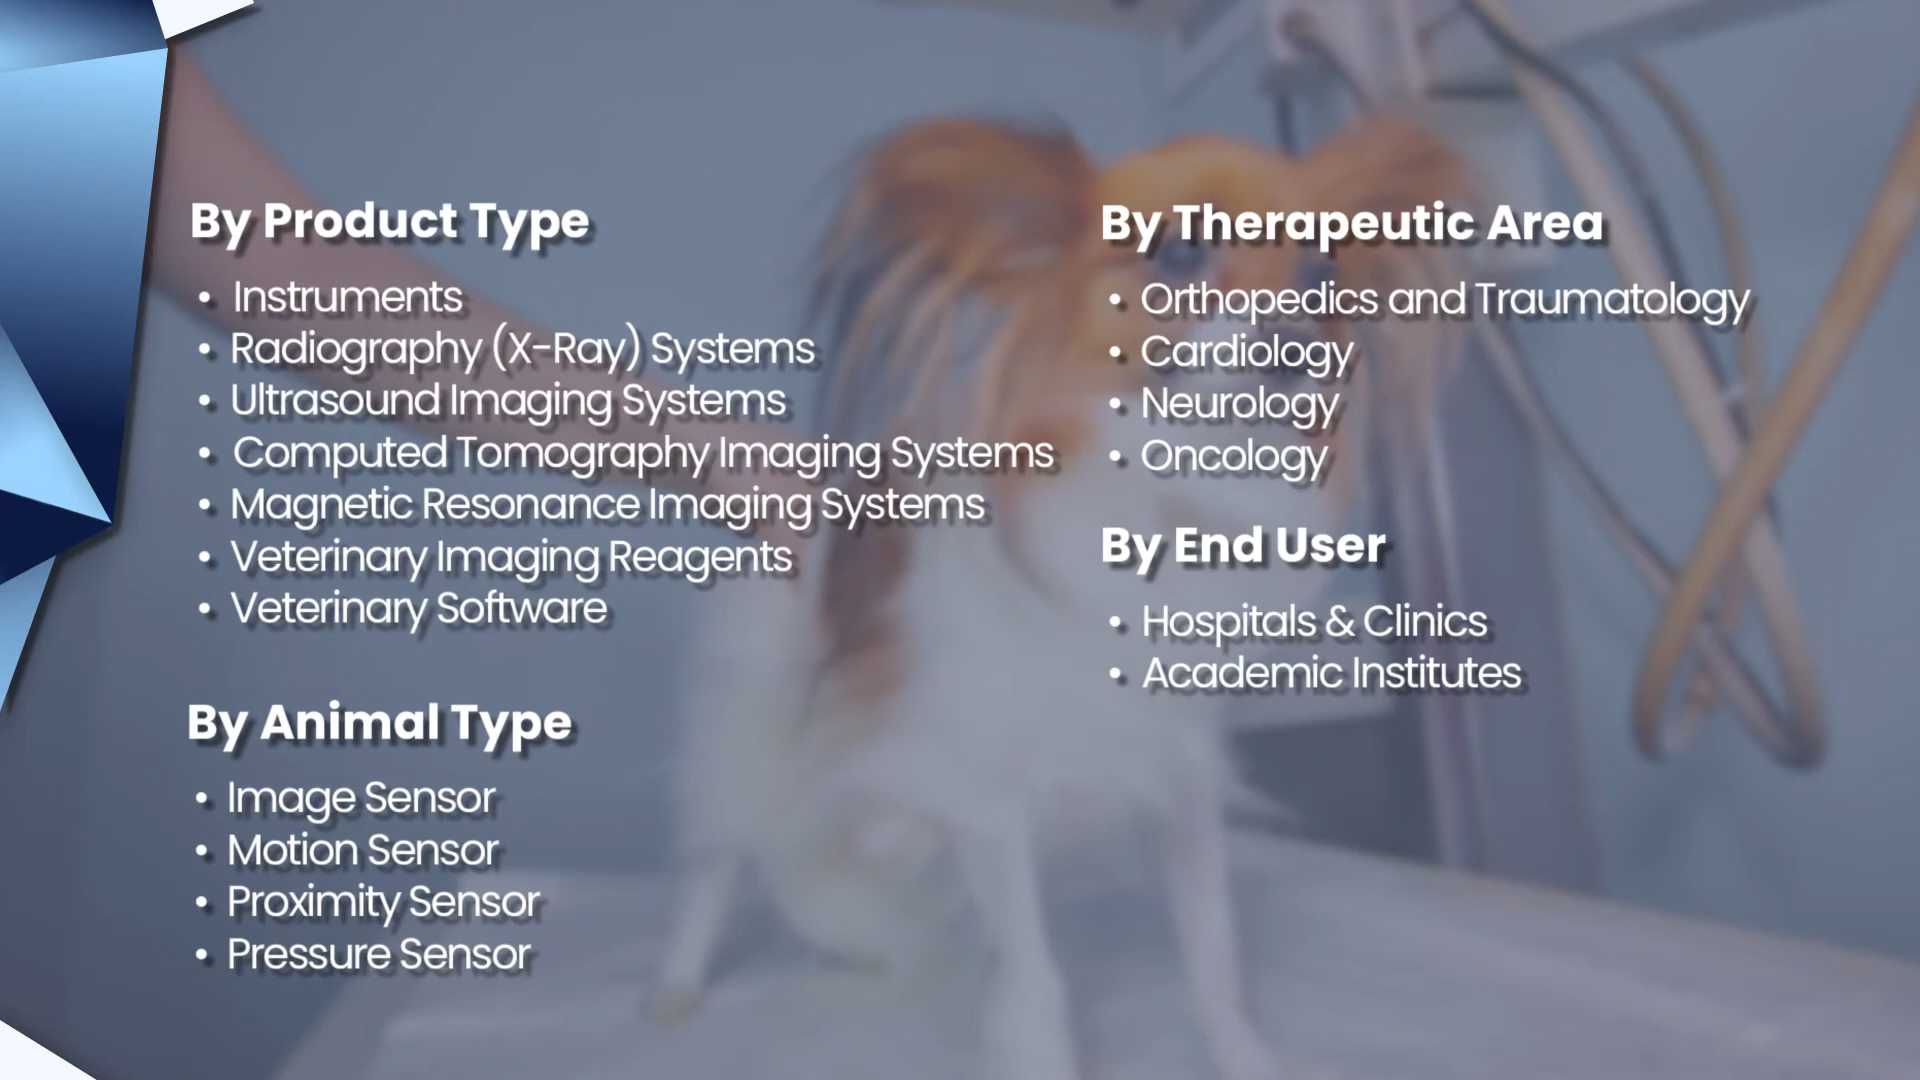 By Product Type
• Instruments
• Radiography (X-Ray) Systems
• Ultrasound Imaging Systems
• Computed Tomography Imaging Systems
• Magnetic Resonance Imaging Systems
• Veterinary Imaging Reagents
• Veterinary Software
By Animal Type
• Image Sensor
• Motion Sensor
• Proximity Sensor
• Pressure Sensor
By Therapeutic Area
• Orthopedics and Traumatology
• Cardiology
• Neurology
• Oncology
By End User
• Hospitals & Clinics
• Academic Institutes